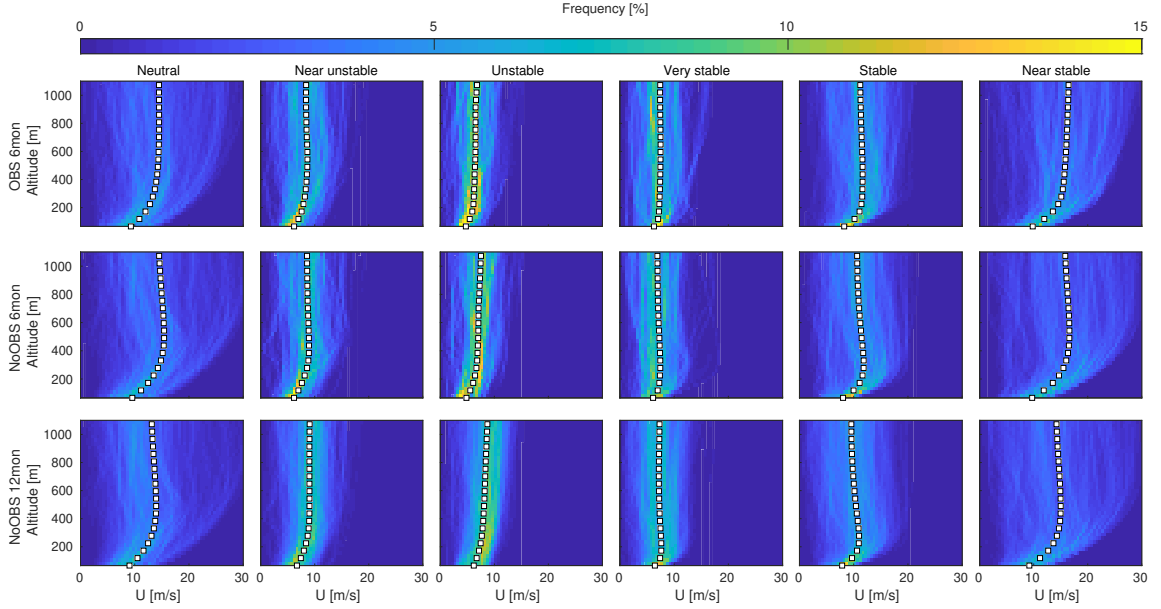 Frequency [%]
0 5 10 15
Neutral Near unstable Unstable Very stable Stable Near stable
OBS 6mon
Altitude [m]
1000
800
600
400
200
NoOBS 6mon
Altitude [m]
1000
800
600
400
200
NoOBS 12mon
Altitude [m]
1000
800
600
400
200
0 10 20 30 0 10 20 30 0 10 20 30 0 10 20 30 0 10 20 30 0 10 20 30
U [m/s] U [m/s] U [m/s] U [m/s] U [m/s] U [m/s]